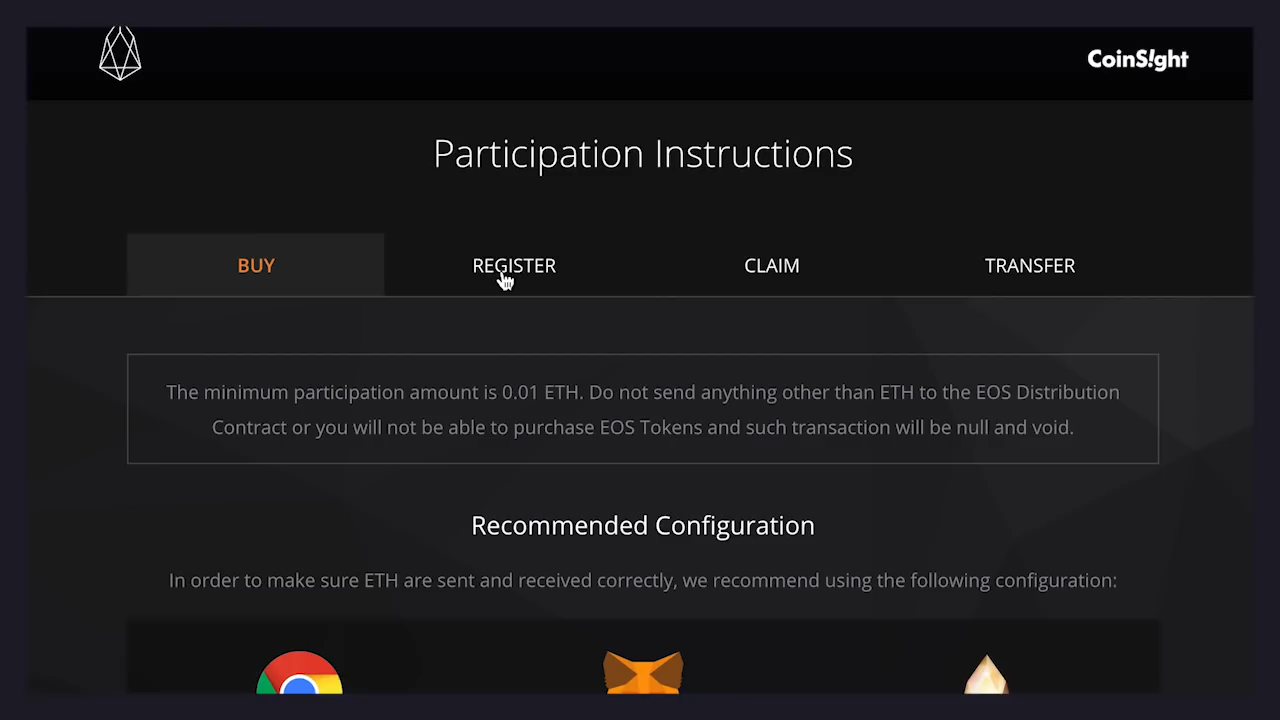 CoinS!ght
Participation Instructions
BUY
REGISTER
CLAIM
TRANSFER
The minimum participation amount is 0.01 ETH. Do not send anything other than ETH to the EOS Distribution
Contract or you will not be able to purchase EOS Tokens and such transaction will be null and void.
Recommended Configuration
In order to make sure ETH are sent and received correctly, we recommend using the following configuration: